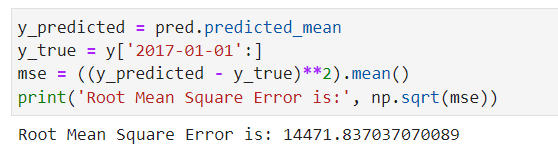 y_predicted = pred.predicted_mean
y_true = y['2017-01-01':]
mse = ((y_predicted - y_true)**2).mean()
print('Root Mean Square Error is:', np.sqrt(mse))
Root Mean Square Error is: 14471.837037070089